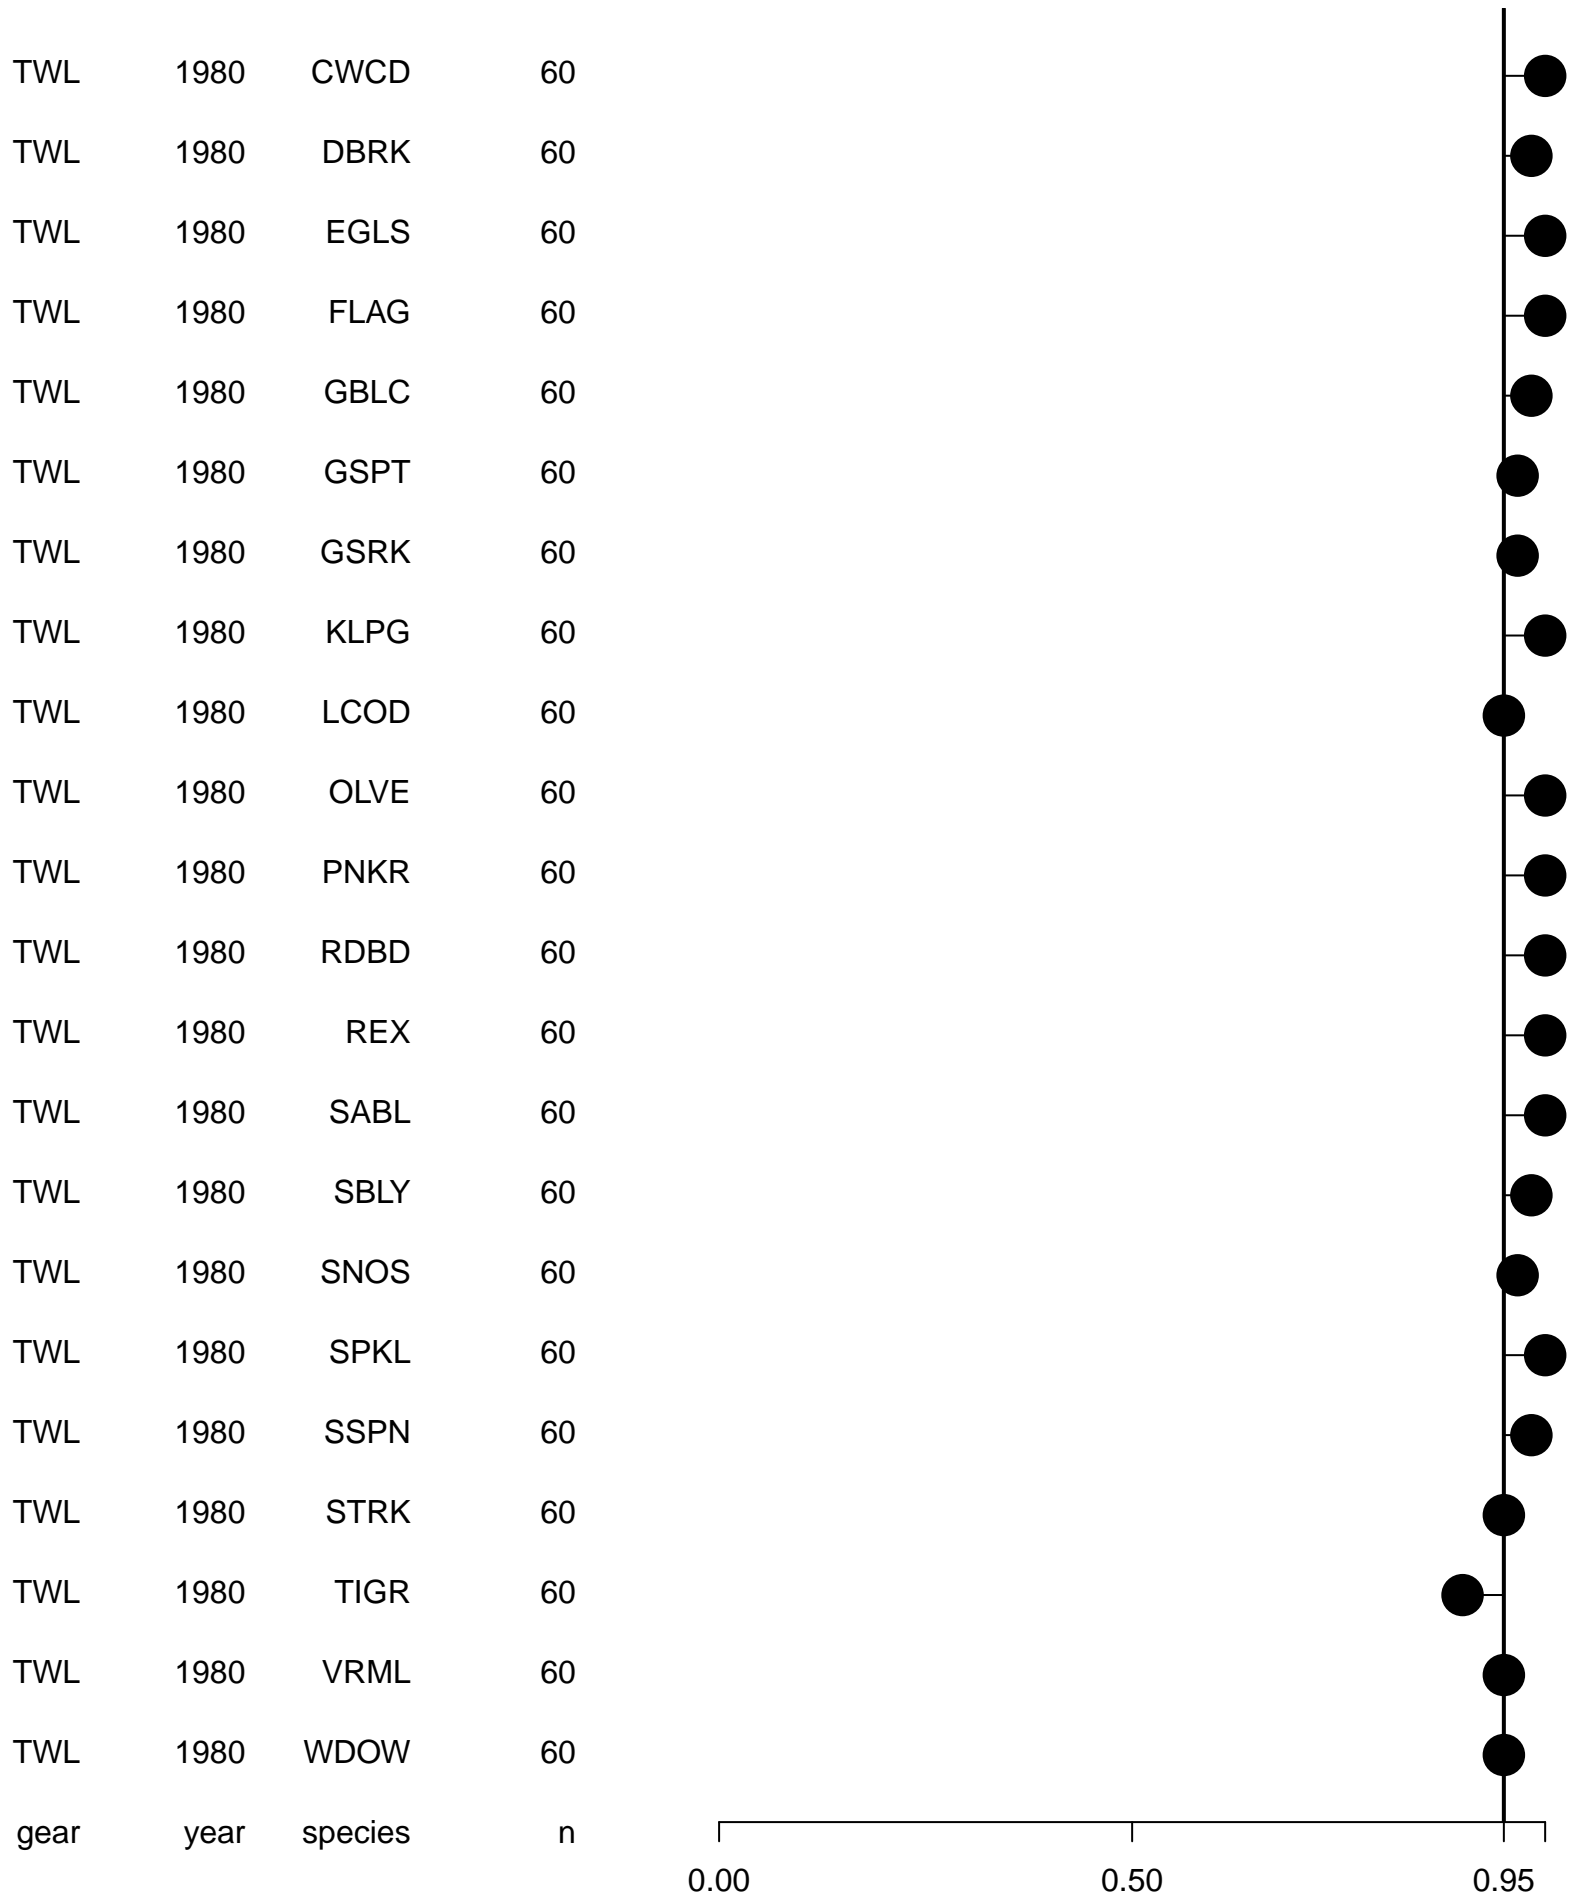 TWL 1980 CWCD 60
TWL 1980 DBRK 60
TWL 1980 EGLS 60
TWL 1980 FLAG 60
TWL 1980 GBLC 60
TWL 1980 GSPT 60
TWL 1980 GSRK 60
TWL 1980 KLPG 60
TWL 1980 LCOD 60
TWL 1980 OLVE 60
TWL 1980 PNKR 60
TWL 1980 RDBD 60
TWL 1980 REX 60
TWL 1980 SABL 60
TWL 1980 SBLY 60
TWL 1980 SNOS 60
TWL 1980 SPKL 60
TWL 1980 SSPN 60
TWL 1980 STRK 60
TWL 1980 TIGR 60
TWL 1980 VRML 60
TWL 1980 WDOW 60
gear year species n
0.00 0.50 0.95